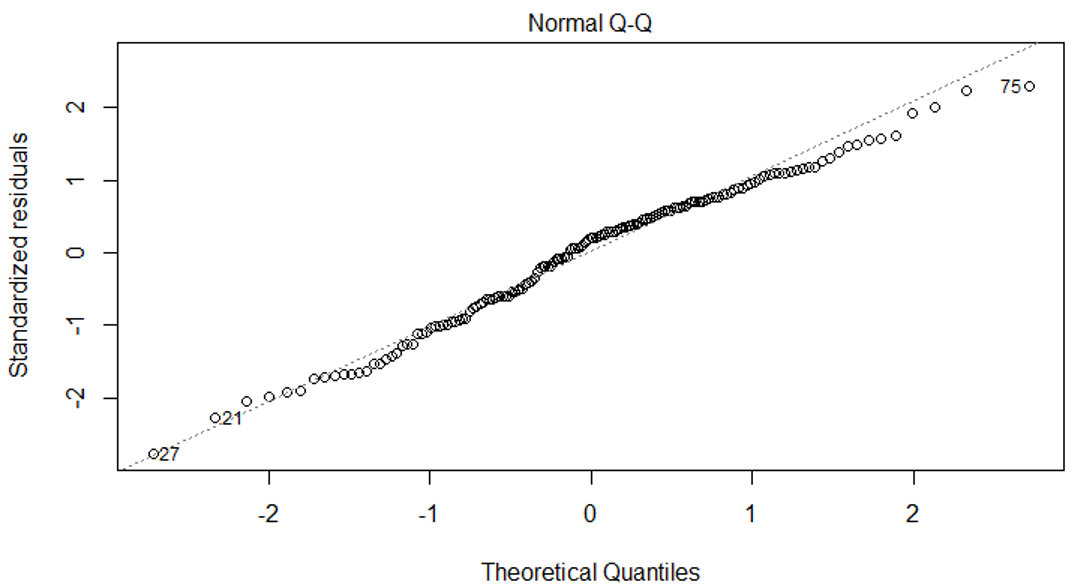 Normal Q-Q
Standardized residuals
2
1
0
-1
-2
75
21
27
-2 -1 0 1 2
Theoretical Quantiles